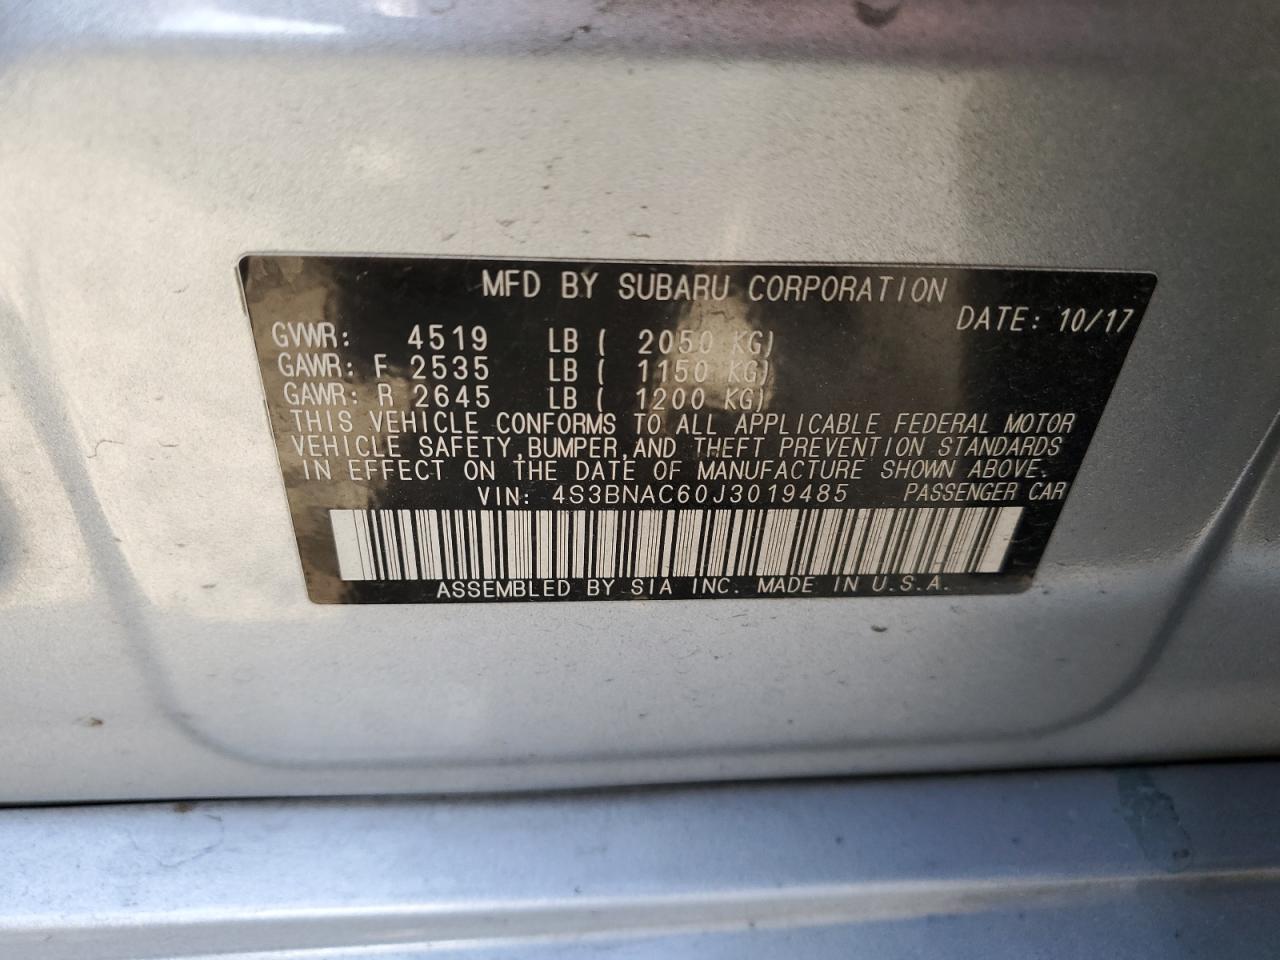 MFD BY SUBARU CORPORATION
DATE: 10/17
GVWR: 4519 LB ( 2050 KG)
GAWR: F 2535 LB ( 1150 KG)
GAWR: R 2645 LB ( 1200 KG)
THIS VEHICLE CONFORMS TO ALL APPLICABLE FEDERAL MOTOR
VEHICLE SAFETY,BUMPER,AND THEFT PREVENTION STANDARDS
IN EFFECT ON THE DATE OF MANUFACTURE SHOWN ABOVE.
VIN: 4S3BNAC60J3019485 PASSENGER CAR
ASSEMBLED BY SIA INC. MADE IN U.S.A.